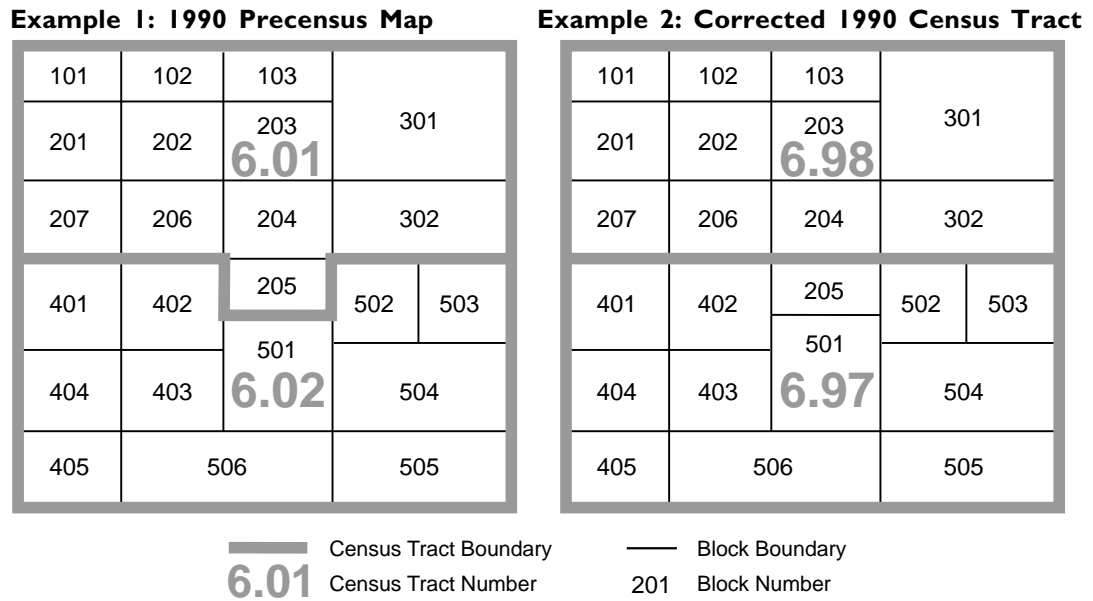 Example 1: 1990 Precensus Map
101 102 103
301
201 202 203
6.01
207 206 204 302
205
401 402 502 503
501
404 403 6.02 504
405 506 505
Example 2: Corrected 1990 Census Tract
101 102 103
301
201 202 203
6.98
207 206 204 302
205
401 402 502 503
501
404 403 6.97 504
405 506 505
Census Tract Boundary
6.01 Census Tract Number
Block Boundary
201 Block Number